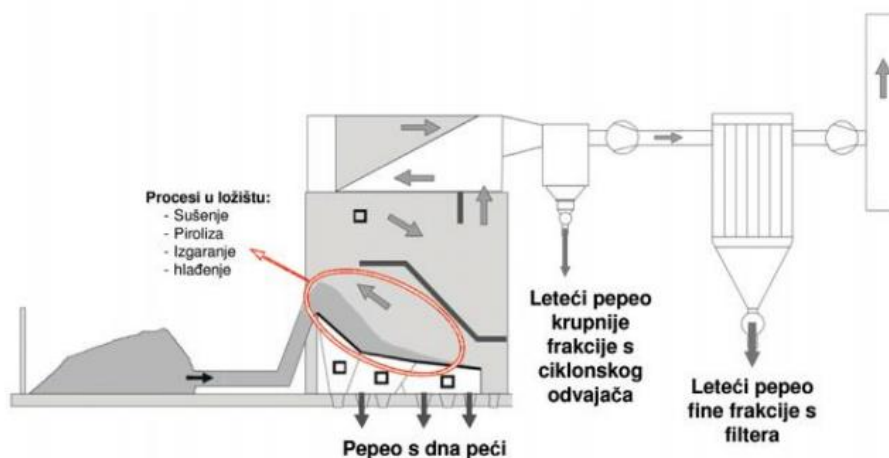 Procesi u ložištu:
- Sušenje
- Piroliza
- Izgaranje
- hlađenje
Leteći pepeo
krupnije
frakcije s
ciklonskog
odvajača
Leteći pepeo
fine frakcije s
filtera
Pepeo s dna peći